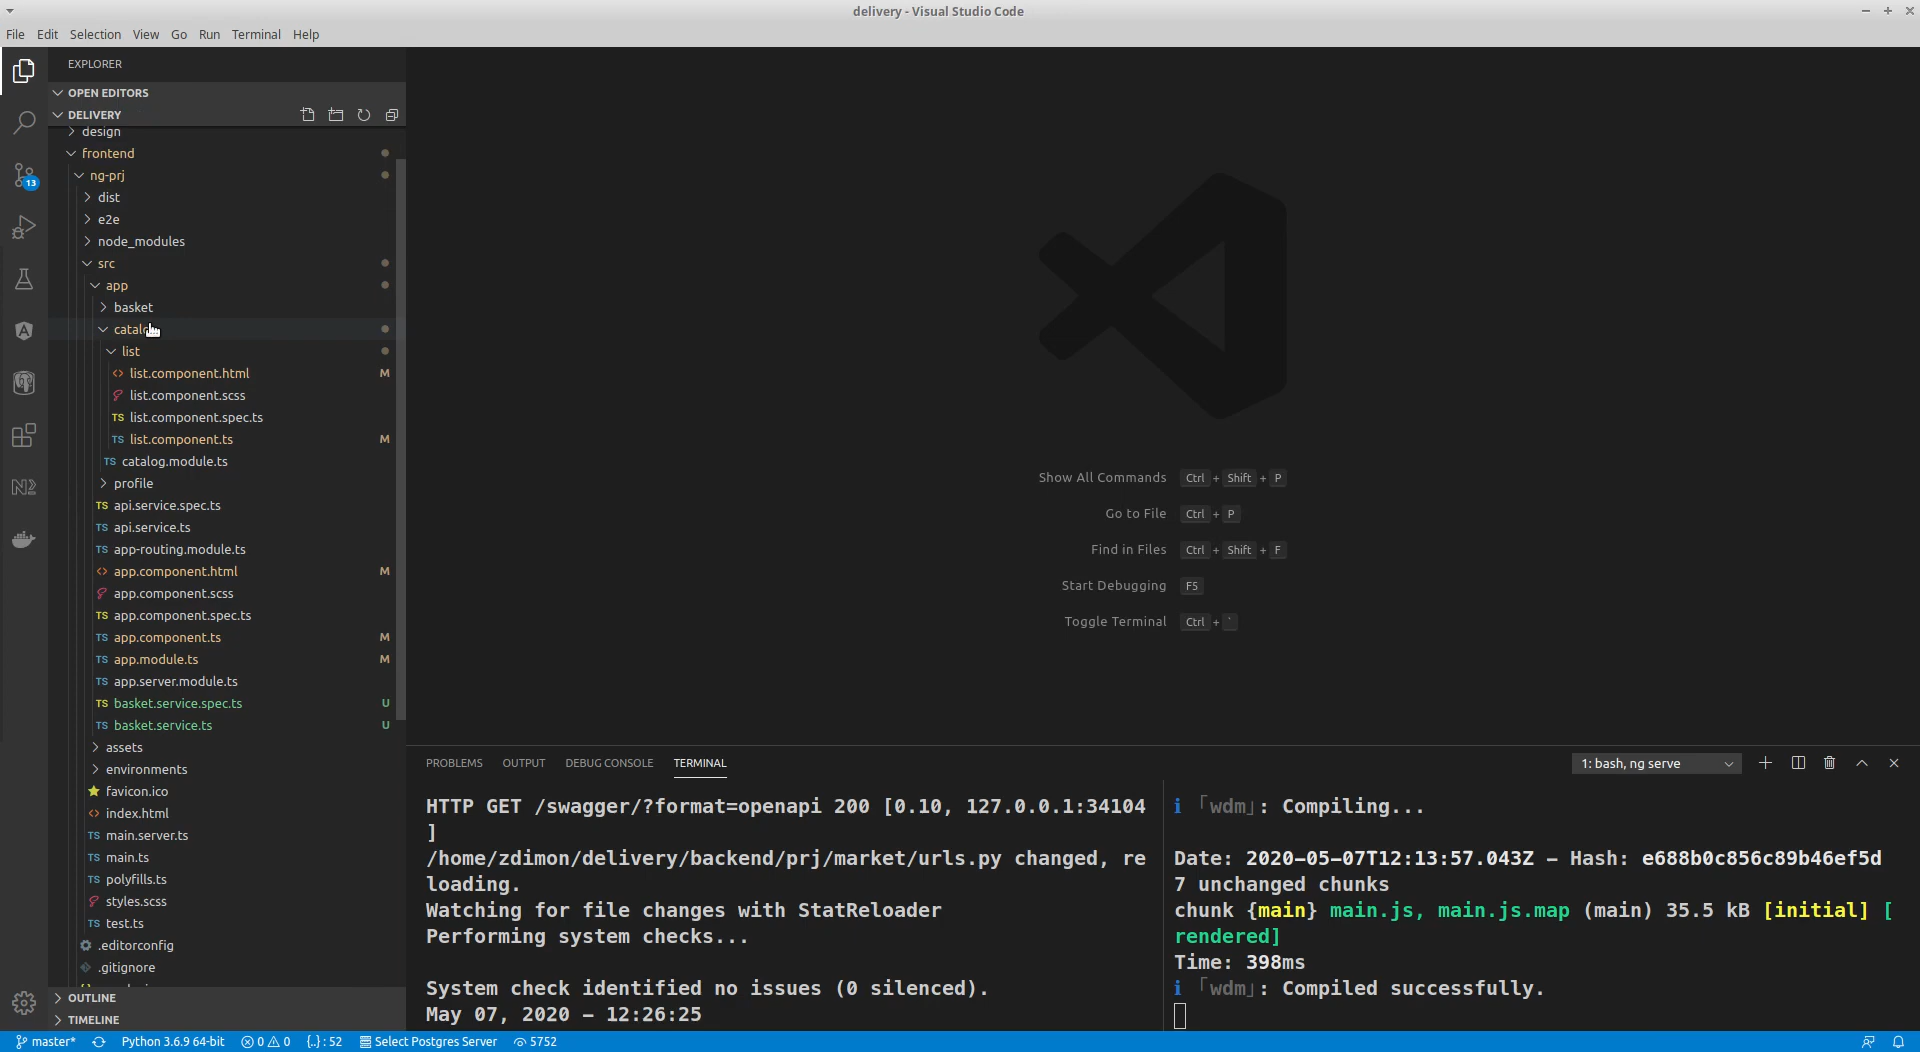 delivery - Visual Studio Code
File Edit Selection View Go Run Terminal Help
EXPLORER
OPEN EDITORS
DELIVERY
design
frontend
ng-prj
dist
e2e
node_modules
src
app
basket
list
list.component.html M
list.component.scss
TS list.component.spec.ts
TS list.component.ts M
TS catalog.module.ts
profile
TS api.service.spec.ts
TS api.service.ts
TS app-routing.module.ts
app.component.html M
app.component.scss
TS app.component.spec.ts
TS app.component.ts M
TS app.module.ts M
TS app.server.module.ts
TS basket.service.spec.ts U
TS basket.service.ts U
assets
environments
favicon.ico
index.html
TS main.server.ts
TS main.ts
TS polyfills.ts
styles.scss
TS test.ts
.editorconfig
.gitignore
OUTLINE
TIMELINE
13
Show All Commands Ctrl + Shift + P
Go to File Ctrl + P
Find in Files Ctrl + Shift + F
Start Debugging F5
Toggle Terminal Ctrl + `
PROBLEMS OUTPUT DEBUG CONSOLE TERMINAL
1: bash, ng serve
HTTP GET /swagger/?format=openapi 200 [0.10, 127.0.0.1:34104
]
/home/zdimon/delivery/backend/prj/market/urls.py changed, re
loading.
Watching for file changes with StatReloader
Performing system checks...
System check identified no issues (0 silenced).
May 07, 2020 - 12:26:25
i 「wdm」: Compiling...
Date: 2020-05-07T12:13:57.043Z - Hash: e688b0c856c89b46ef5d
7 unchanged chunks
chunk {main} main.js, main.js.map (main) 35.5 kB [initial] [
rendered]
Time: 398ms
i 「wdm」: Compiled successfully.
master* Python 3.6.9 64-bit 0 0 {..} : 52 Select Postgres Server 5752